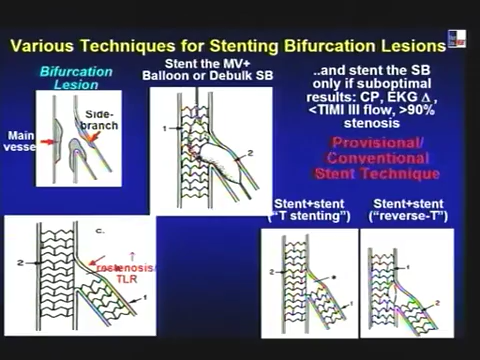 Various Techniques for Stenting Bifurcation Lesions
Bifurcation
Lesion
Stent the MV+
Balloon or Debulk SB
..and stent the SB
only if suboptimal
results: CP, EKG Δ ,
<TIMI III flow, >90%
stenosis
Provisional/
Conventional
Stent Technique
Side-
branch
Main
vesse
1
2
Stent+stent
("T stenting")
Stent+stent
("reverse-T")
C.
2
↑
restenosis/
TLR
1
2
1
1
2